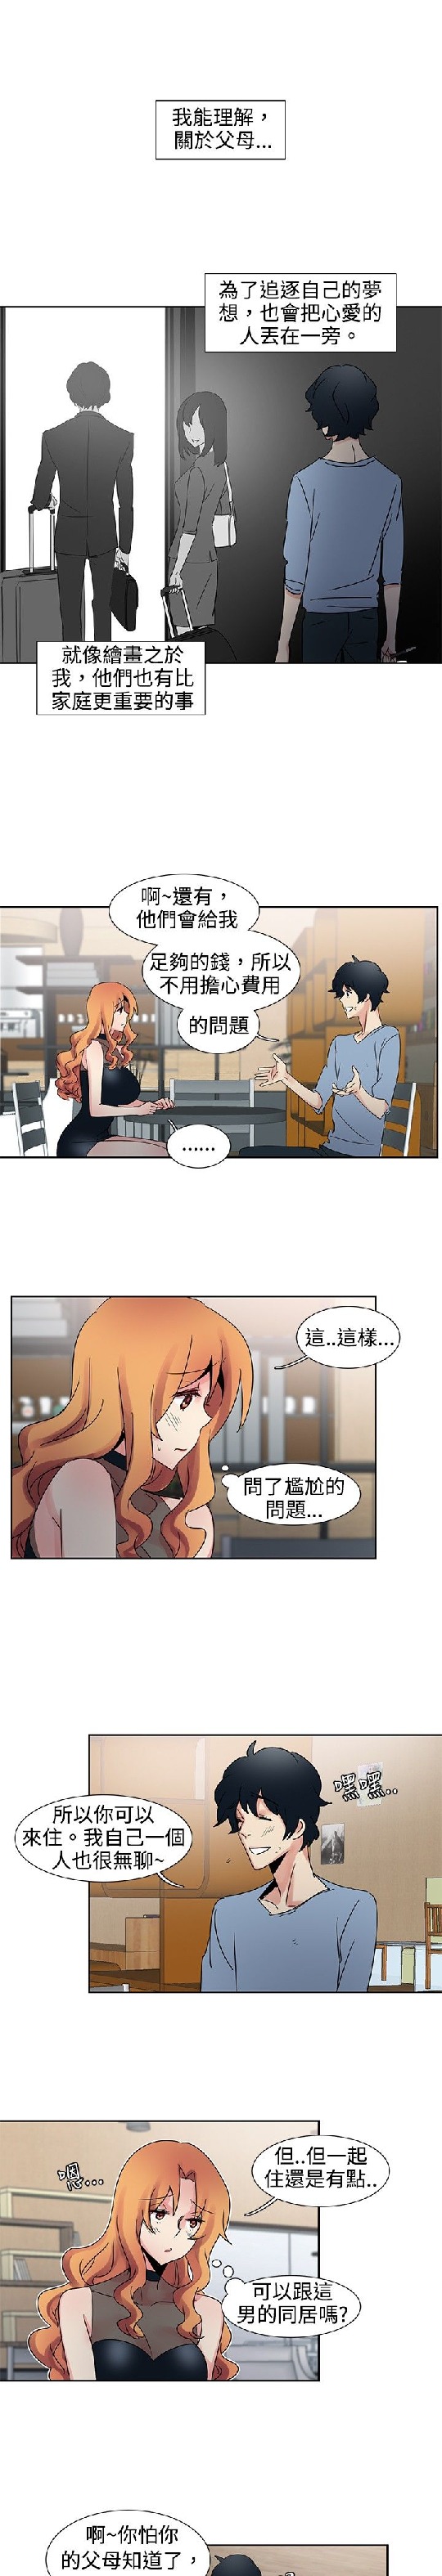 我能理解，
關於父母...
為了追逐自己的夢
想，也會把心愛的
人丟在一旁。
就像繪畫之於
我，他們也有比
家庭更重要的事
啊~還有，
他們會給我
足夠的錢，所以
不用擔心費用
的問題
......
這..這樣...
問了尷尬的
問題...
嘿嘿..
所以你可以
來住。我自己一個
人也很無聊~
嗯...
但..但一起
住還是有點..
可以跟這
男的同居嗎?
啊~你怕你
的父母知道了，